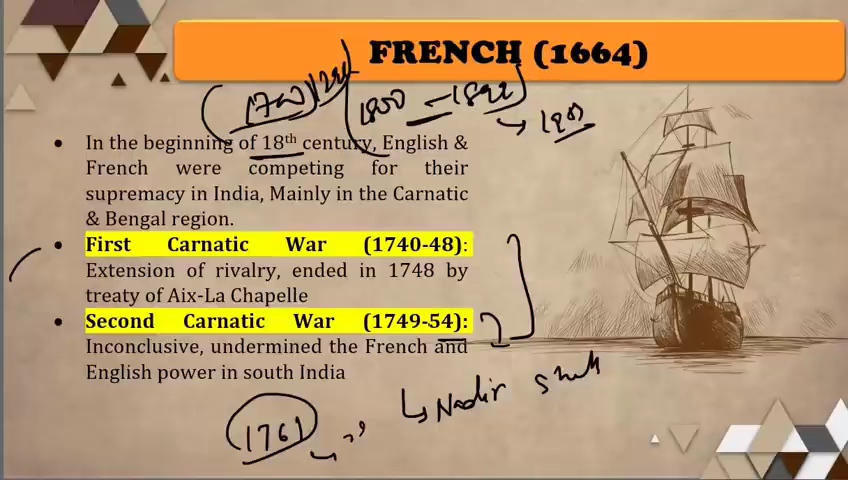 FRENCH (1664)
1700
1800
1899
• In the beginning of 18th century, English &
French were competing for their
supremacy in India, Mainly in the Carnatic
& Bengal region.
• First Carnatic War (1740-48):
Extension of rivalry, ended in 1748 by
treaty of Aix-La Chapelle
• Second Carnatic War (1749-54):
Inconclusive, undermined the French and
English power in south India
Nadir Shah
1761